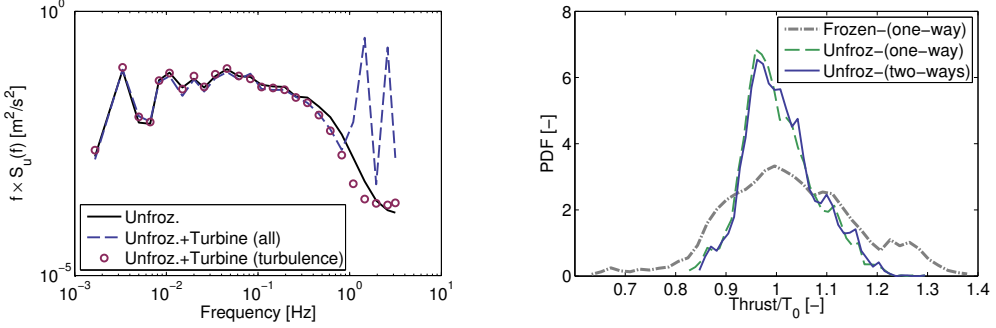 10^0
f × S_u(f) [m^2/s^2]
10^-5
Unfroz.
Unfroz.+Turbine (all)
Unfroz.+Turbine (turbulence)
10^-3 10^-2 10^-1 10^0 10^1
Frequency [Hz]
8
6
4
2
0
PDF [−]
Frozen−(one−way)
Unfroz−(one−way)
Unfroz−(two−ways)
0.7 0.8 0.9 1 1.1 1.2 1.3 1.4
Thrust/T_0 [−]